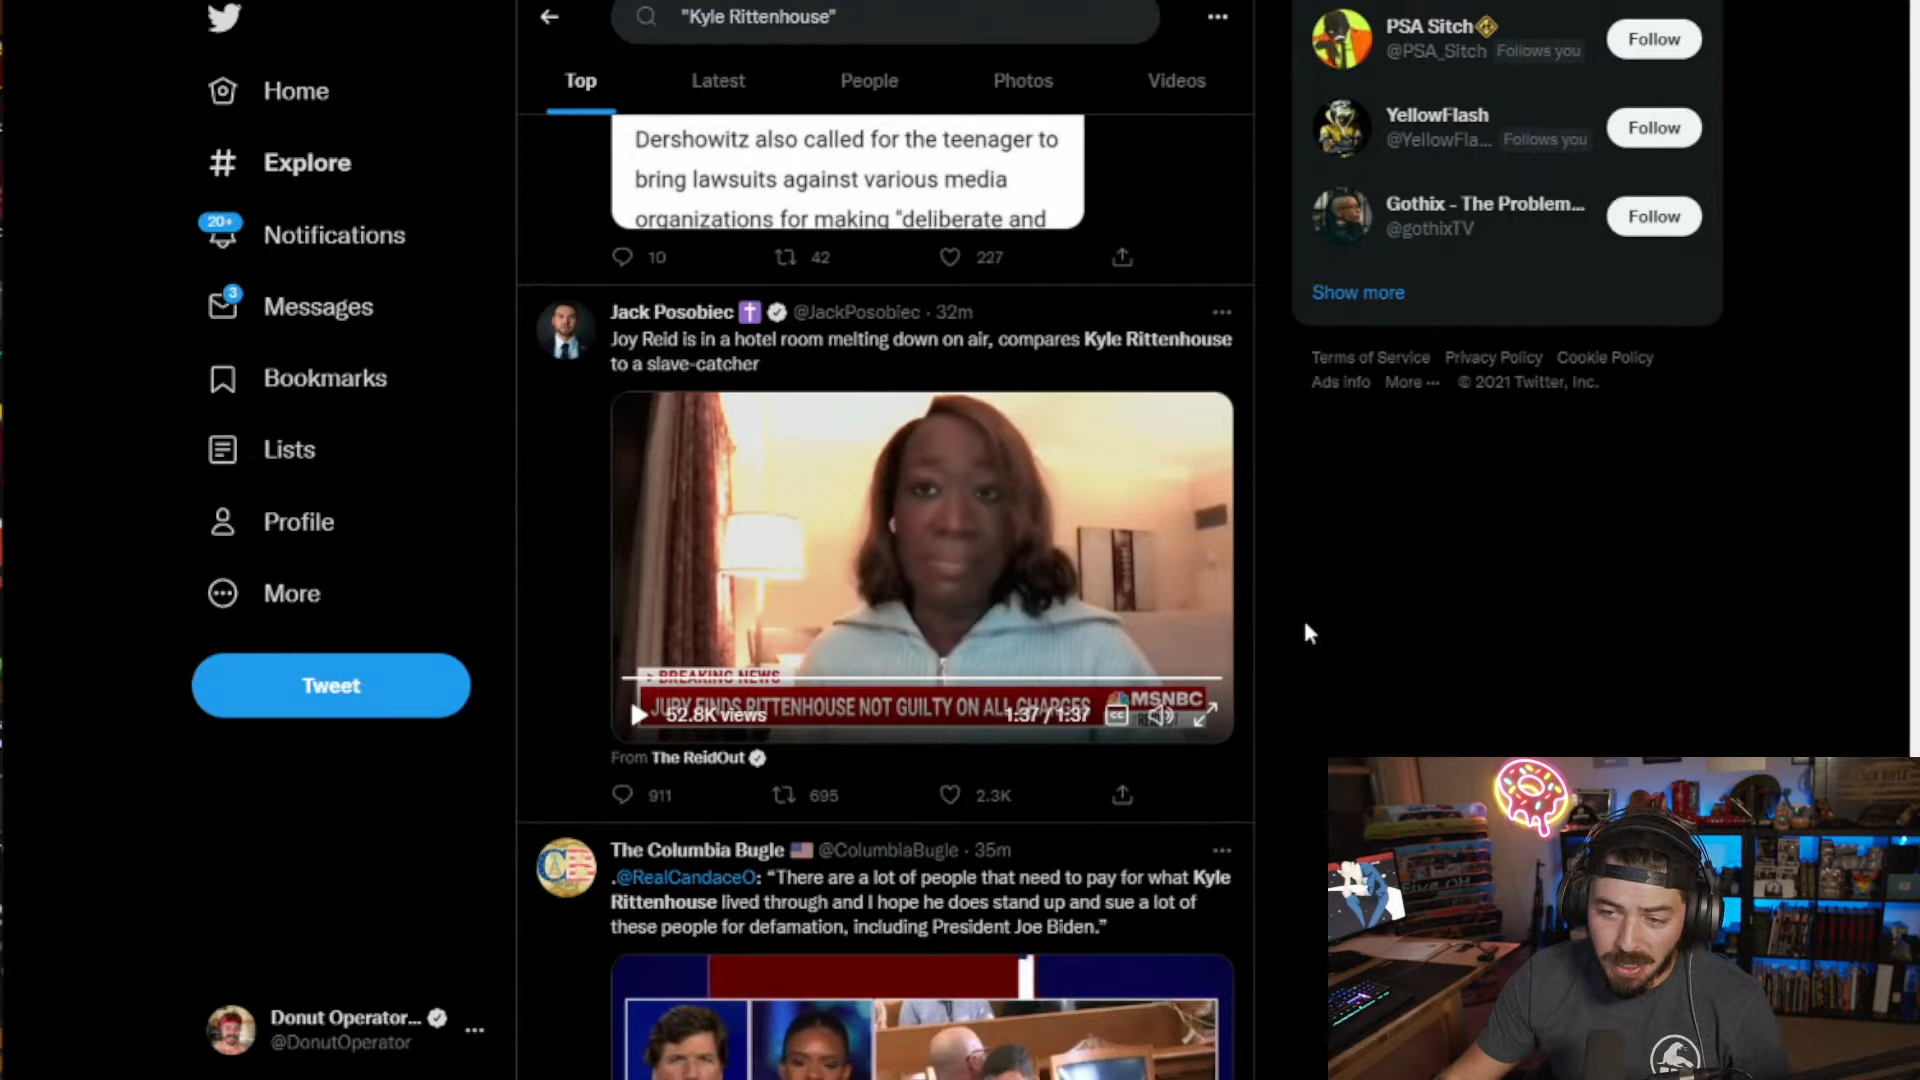 "Kyle Rittenhouse"
Top
Latest
People
Photos
Videos
Home
Explore
20+
Notifications
3
Messages
Bookmarks
Lists
Profile
More
Tweet
Donut Operator...
@DonutOperator
Dershowitz also called for the teenager to
bring lawsuits against various media
organizations for making "deliberate and
10
42
227
Jack Posobiec @JackPosobiec · 32m
Joy Reid is in a hotel room melting down on air, compares Kyle Rittenhouse
to a slave-catcher
BREAKING NEWS
JURY FINDS RITTENHOUSE NOT GUILTY ON ALL CHARGES
MSNBC
52.8K views
1:37 / 1:37
CC
From The ReidOut
911
695
2.3K
The Columbia Bugle @ColumbiaBugle · 35m
.@RealCandaceO: “There are a lot of people that need to pay for what Kyle
Rittenhouse lived through and I hope he does stand up and sue a lot of
these people for defamation, including President Joe Biden.”
PSA Sitch
@PSA_Sitch Follows you
Follow
YellowFlash
@YellowFla... Follows you
Follow
Gothix - The Problem...
@gothixTV
Follow
Show more
Terms of Service Privacy Policy Cookie Policy
Ads info More ··· © 2021 Twitter, Inc.